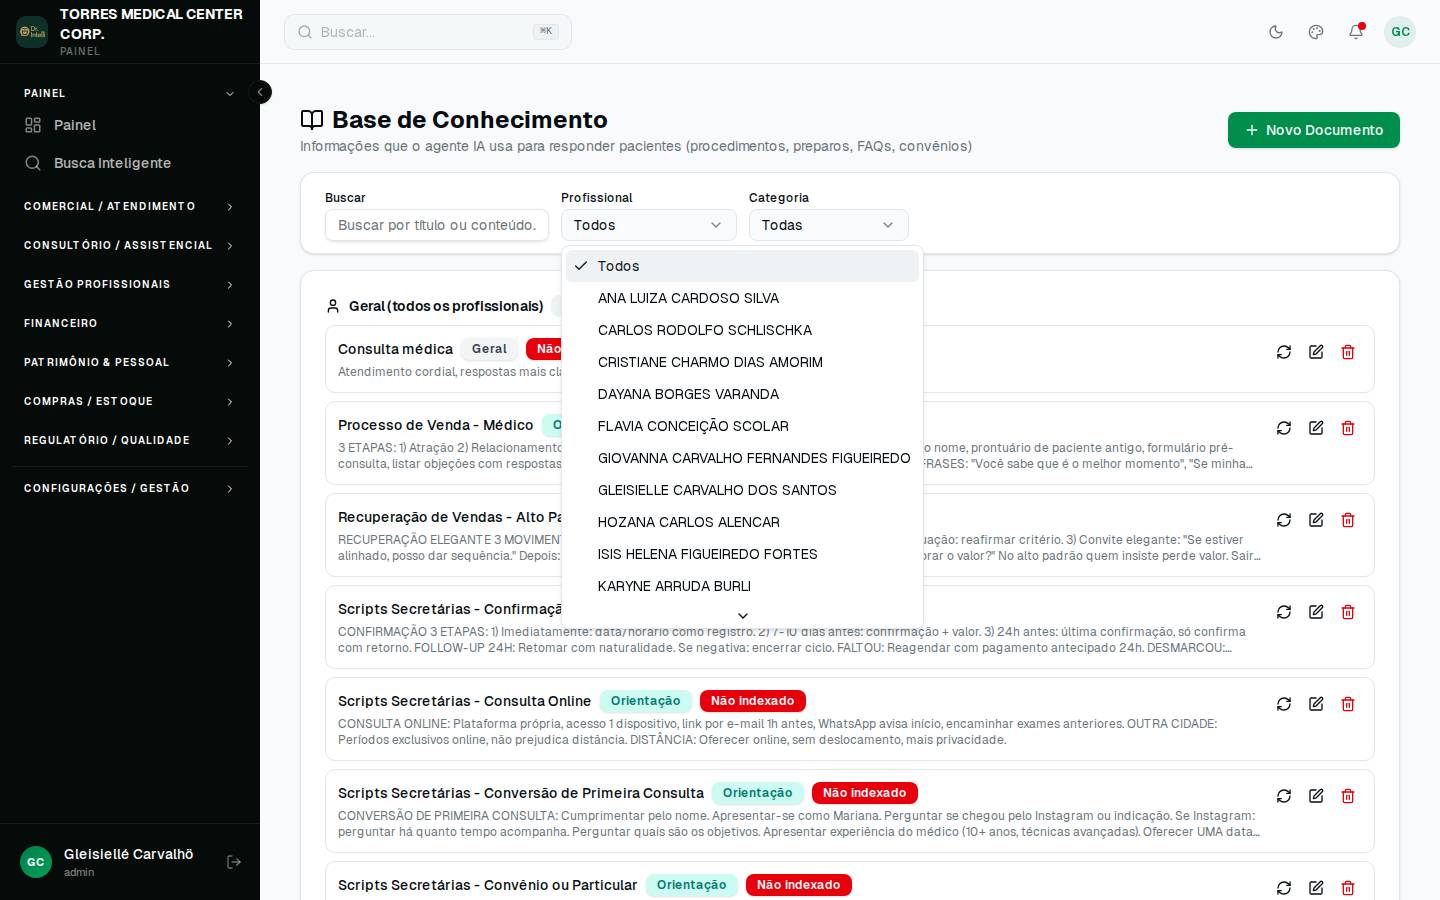 TORRES MEDICAL CENTER CORP.
PAINEL
Buscar...
⌘K
GC
PAINEL
Painel
Busca Inteligente
COMERCIAL / ATENDIMENTO
CONSULTÓRIO / ASSISTENCIAL
GESTÃO PROFISSIONAIS
FINANCEIRO
PATRIMÔNIO & PESSOAL
COMPRAS / ESTOQUE
REGULATÓRIO / QUALIDADE
CONFIGURAÇÕES / GESTÃO
GC
Gleisiellé Carvalhö
admin
Base de Conhecimento
Informações que o agente IA usa para responder pacientes (procedimentos, preparos, FAQs, convênios)
Novo Documento
Buscar
Profissional
Categoria
Buscar por título ou conteúdo.
Todos
Todas
Todos
ANA LUIZA CARDOSO SILVA
CARLOS RODOLFO SCHLISCHKA
CRISTIANE CHARMO DIAS AMORIM
DAYANA BORGES VARANDA
FLAVIA CONCEIÇÃO SCOLAR
GIOVANNA CARVALHO FERNANDES FIGUEIREDO
GLEISIELLE CARVALHO DOS SANTOS
HOZANA CARLOS ALENCAR
ISIS HELENA FIGUEIREDO FORTES
KARYNE ARRUDA BURLI
Geral (todos os profissionais)
Consulta médica Geral Não
Atendimento cordial, respostas mais
Processo de Venda - Médico
3 ETAPAS: 1) Atração 2) Relacionamento o nome, prontuário de paciente antigo, formulário pré-
consulta, listar objeções com respostas FRASES: "Você sabe que é o melhor momento", "Se minha...
Recuperação de Vendas - Alto
RECUPERAÇÃO ELEGANTE 3 reafirmar critério. 3) Convite elegante: "Se estiver
alinhado, posso dar sequência." Depois: o valor?" No alto padrão quem insiste perde valor. Sair...
Scripts Secretárias -
CONFIRMAÇÃO 3 ETAPAS: 1) Imediatamente: data/horário como registro. 2) 7-10 dias antes: confirmação + valor. 3) 24h antes: última confirmação, só confirma
com retorno. FOLLOW-UP 24H: Retomar com naturalidade. Se negativa: encerrar ciclo. FALTOU: Reagendar com pagamento antecipado 24h. DESMARCOU:...
Scripts Secretárias - Consulta Online Orientação Não indexado
CONSULTA ONLINE: Plataforma própria, acesso 1 dispositivo, link por e-mail 1h antes, WhatsApp avisa início, encaminhar exames anteriores. OUTRA CIDADE:
Períodos exclusivos online, não prejudica distância. DISTÂNCIA: Oferecer online, sem deslocamento, mais privacidade.
Scripts Secretárias - Conversão de Primeira Consulta Orientação Não indexado
CONVERSÃO DE PRIMEIRA CONSULTA: Cumprimentar pelo nome. Apresentar-se como Mariana. Perguntar se chegou pelo Instagram ou indicação. Se Instagram:
perguntar há quanto tempo acompanha. Perguntar quais são os objetivos. Apresentar experiência do médico (10+ anos, técnicas avançadas). Oferecer UMA data...
Scripts Secretárias - Convênio ou Particular Orientação Não indexado